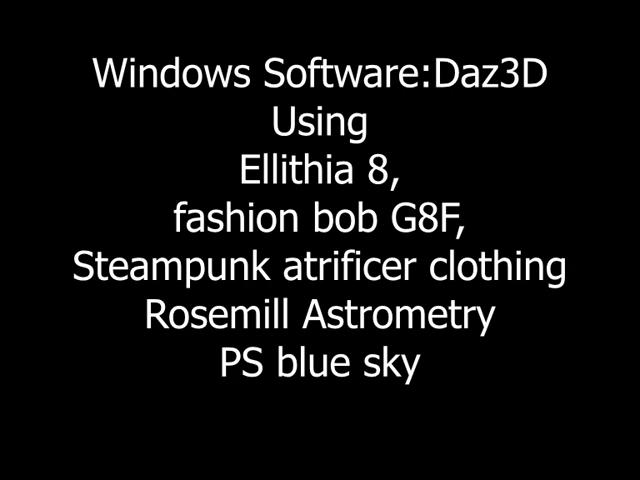 Windows Software:Daz3D
Using
Ellithia 8,
fashion bob G8F,
Steampunk atrificer clothing
Rosemill Astrometry
PS blue sky